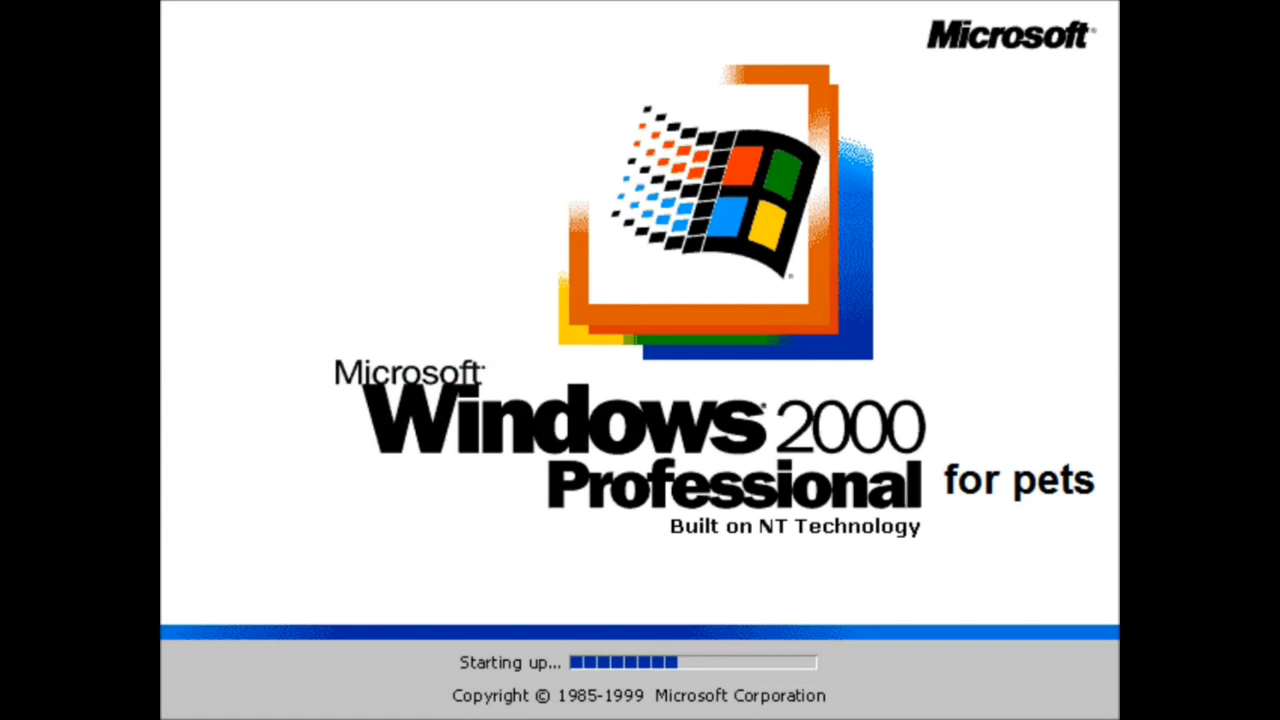 Microsoft
Microsoft
Windows 2000
Professional for pets
Built on NT Technology
Starting up...
Copyright © 1985-1999 Microsoft Corporation